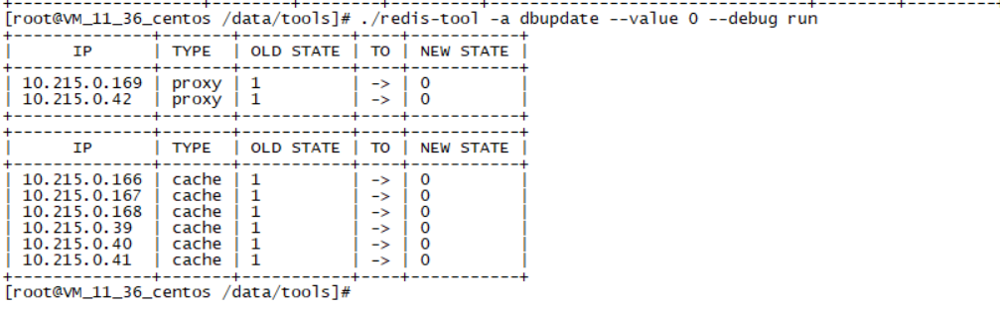 [root@VM_11_36_centos /data/tools]# ./redis-tool -a dbupdate --value 0 --debug run
+---------------+-------+-----------+----+-----------+
|      IP       | TYPE  | OLD STATE | TO | NEW STATE |
+---------------+-------+-----------+----+-----------+
| 10.215.0.169  | proxy | 1         | -> | 0         |
| 10.215.0.42   | proxy | 1         | -> | 0         |
+---------------+-------+-----------+----+-----------+
+---------------+-------+-----------+----+-----------+
|      IP       | TYPE  | OLD STATE | TO | NEW STATE |
+---------------+-------+-----------+----+-----------+
| 10.215.0.166  | cache | 1         | -> | 0         |
| 10.215.0.167  | cache | 1         | -> | 0         |
| 10.215.0.168  | cache | 1         | -> | 0         |
| 10.215.0.39   | cache | 1         | -> | 0         |
| 10.215.0.40   | cache | 1         | -> | 0         |
| 10.215.0.41   | cache | 1         | -> | 0         |
+---------------+-------+-----------+----+-----------+
[root@VM_11_36_centos /data/tools]#